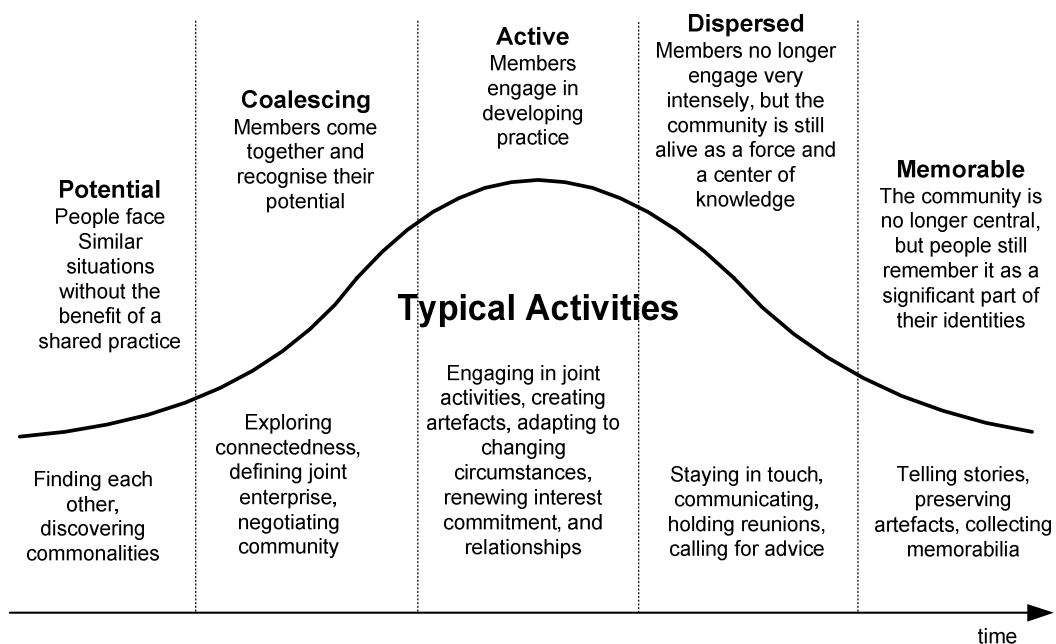 Potential
People face
Similar
situations
without the
benefit of a
shared practice
Coalescing
Members come
together and
recognise their
potential
Active
Members
engage in
developing
practice
Dispersed
Members no longer
engage very
intensely, but the
community is still
alive as a force and
a center of
knowledge
Memorable
The community is
no longer central,
but people still
remember it as a
significant part of
their identities
Typical Activities
Finding each
other,
discovering
commonalities
Exploring
connectedness,
defining joint
enterprise,
negotiating
community
Engaging in joint
activities, creating
artefacts, adapting to
changing
circumstances,
renewing interest
commitment, and
relationships
Staying in touch,
communicating,
holding reunions,
calling for advice
Telling stories,
preserving
artefacts, collecting
memorabilia
time